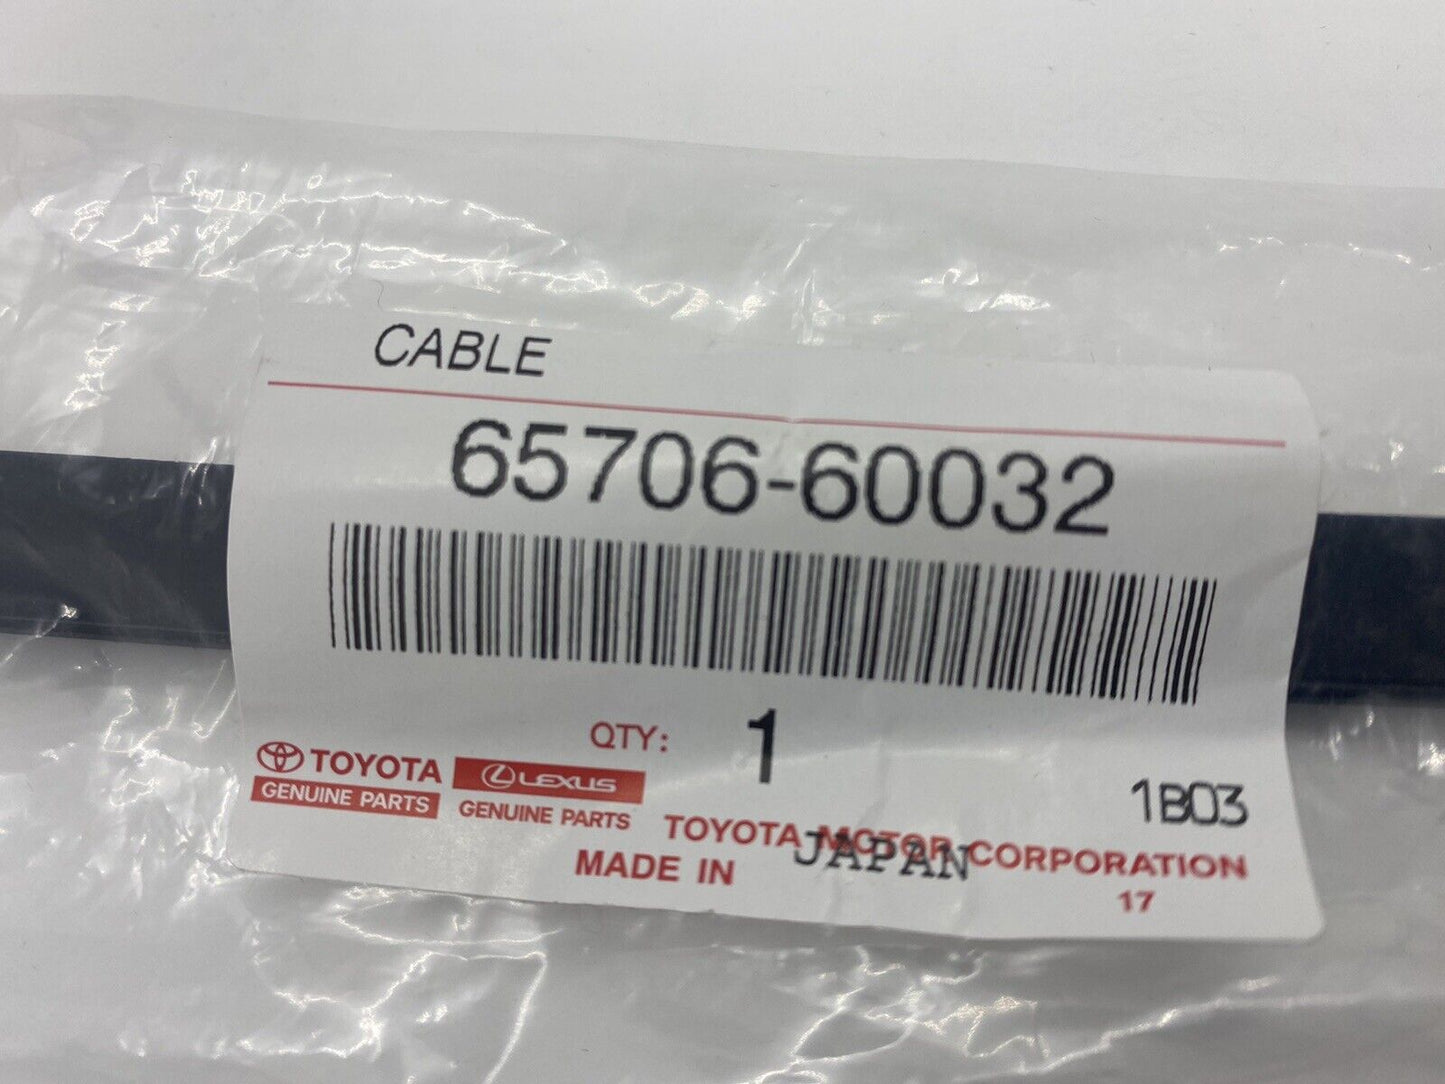 CABLE
65706-60032
QTY: 1
TOYOTA LEXUS
GENUINE PARTS GENUINE PARTS
1B03
TOYOTA MOTOR CORPORATION
MADE IN JAPAN
17